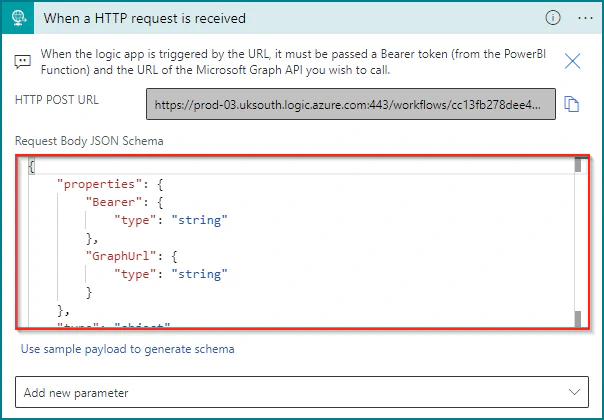 When a HTTP request is received
When the logic app is triggered by the URL, it must be passed a Bearer token (from the PowerBI
Function) and the URL of the Microsoft Graph API you wish to call.
HTTP POST URL
https://prod-03.uksouth.logic.azure.com:443/workflows/cc13fb278dee4...
Request Body JSON Schema
{
"properties": {
"Bearer": {
"type": "string"
},
"GraphUrl": {
"type": "string"
}
},
"type": "object"
Use sample payload to generate schema
Add new parameter